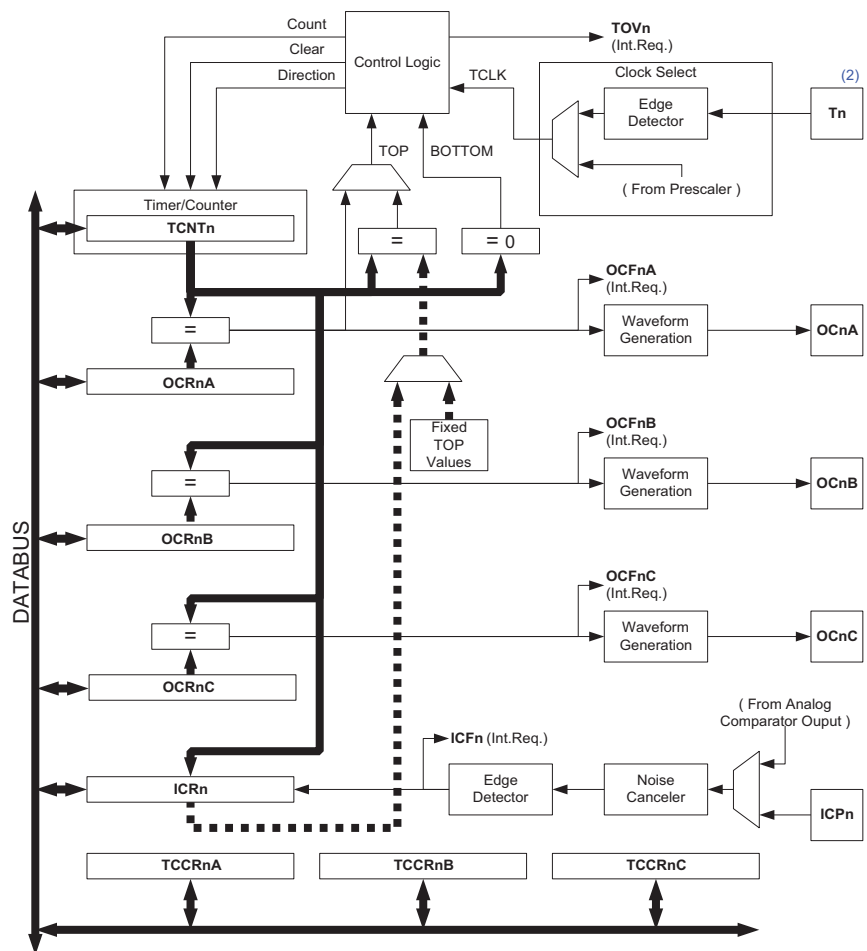 Count
TOVn
(Int.Req.)
Clear
Control Logic
Clock Select
Direction
TCLK
(2)
Edge
Detector
Tn
TOP
BOTTOM
( From Prescaler )
Timer/Counter
TCNTn
=
= 0
OCFnA
(Int.Req.)
=
Waveform
Generation
OCnA
OCRnA
Fixed
TOP
Values
OCFnB
(Int.Req.)
=
Waveform
Generation
OCnB
OCRnB
DATABUS
OCFnC
(Int.Req.)
=
Waveform
Generation
OCnC
OCRnC
( From Analog
Comparator Ouput )
ICFn (Int.Req.)
ICRn
Edge
Detector
Noise
Canceler
ICPn
TCCRnA
TCCRnB
TCCRnC